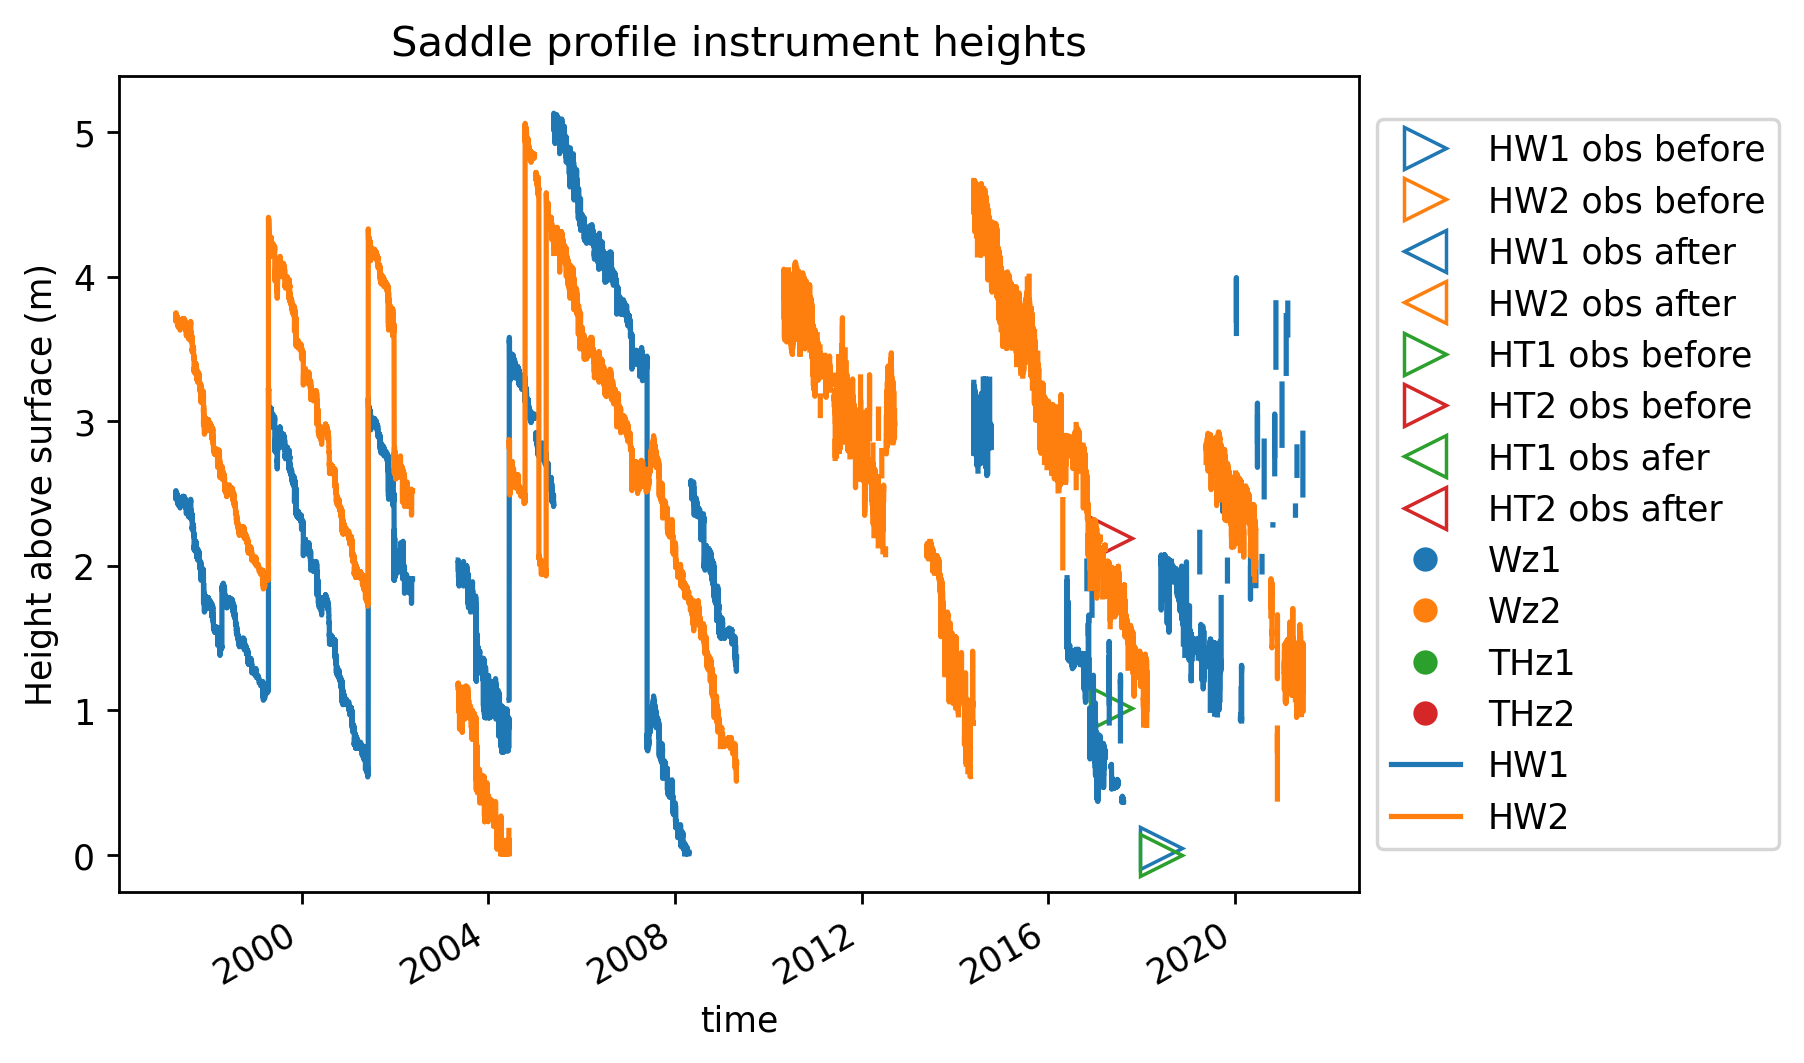 Saddle profile instrument heights
Height above surface (m)
5
4
3
2
1
0
2000
2004
2008
2012
2016
2020
time
HW1 obs before
HW2 obs before
HW1 obs after
HW2 obs after
HT1 obs before
HT2 obs before
HT1 obs afer
HT2 obs after
Wz1
Wz2
THz1
THz2
HW1
HW2